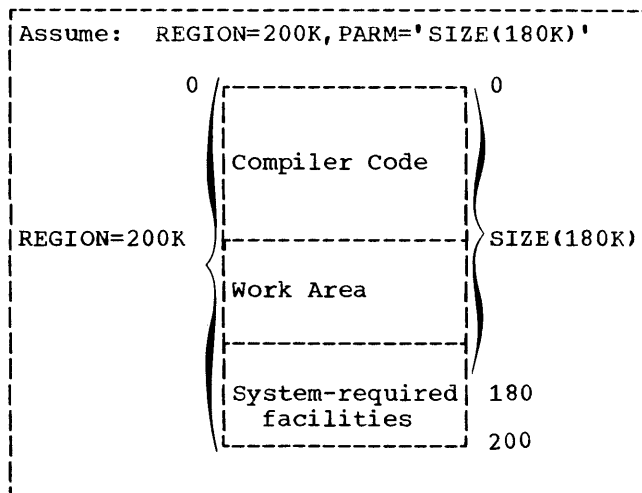 Assume: REGION=200K,PARM='SIZE(180K)'
0 0
Compiler Code
REGION=200K SIZE(180K)
Work Area
System-required 180
facilities
200